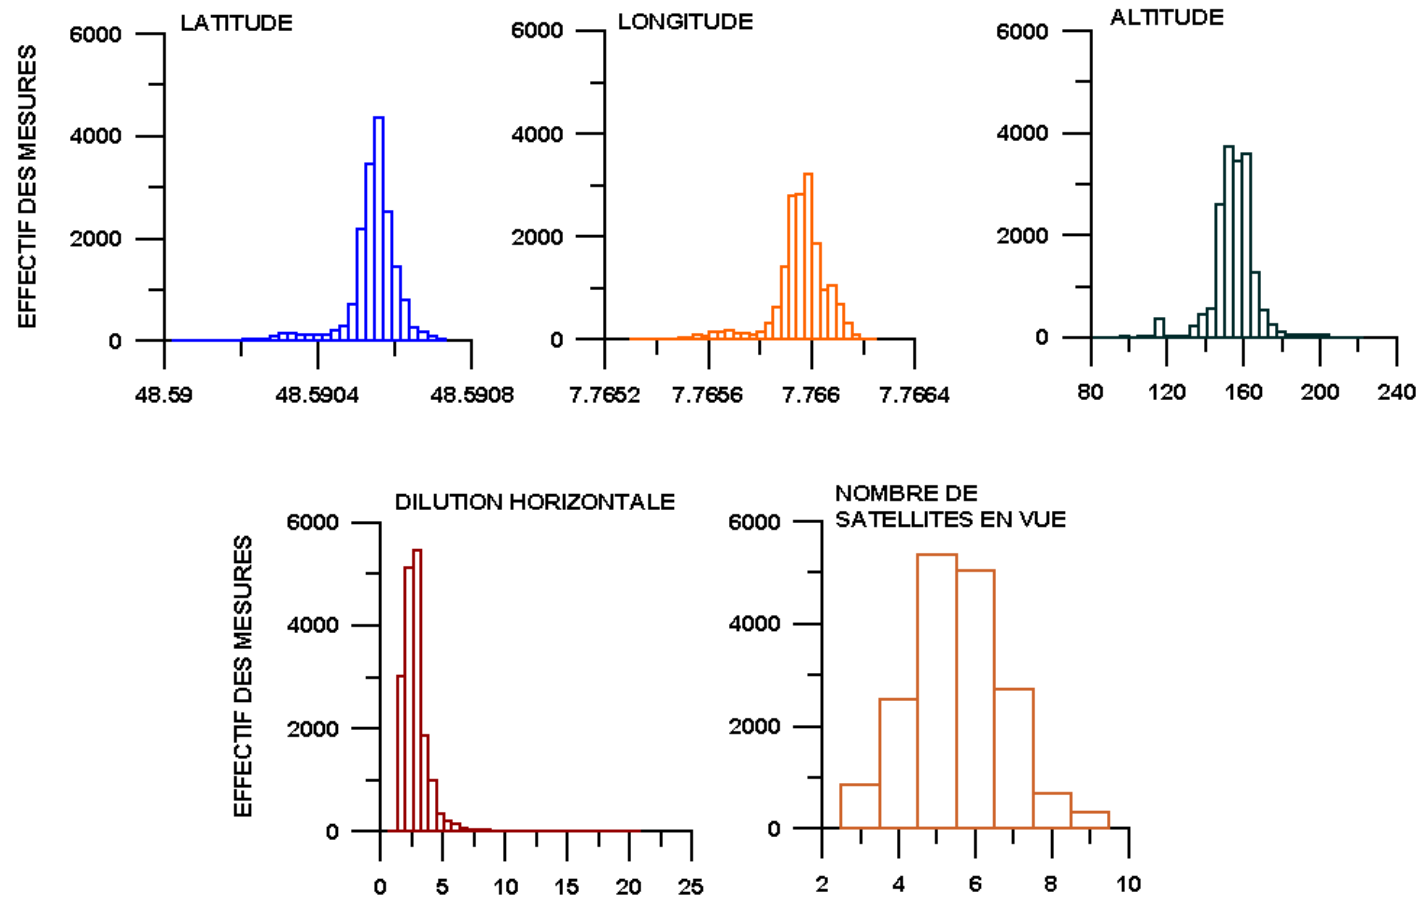 LATITUDE
EFFECTIF DES MESURES
6000
4000
2000
0
48.59 48.5904 48.5908
LONGITUDE
6000
4000
2000
0
7.7652 7.7656 7.766 7.7664
ALTITUDE
6000
4000
2000
0
80 120 160 200 240
DILUTION HORIZONTALE
EFFECTIF DES MESURES
6000
4000
2000
0
0 5 10 15 20 25
NOMBRE DE
SATELLITES EN VUE
6000
4000
2000
0
2 4 6 8 10